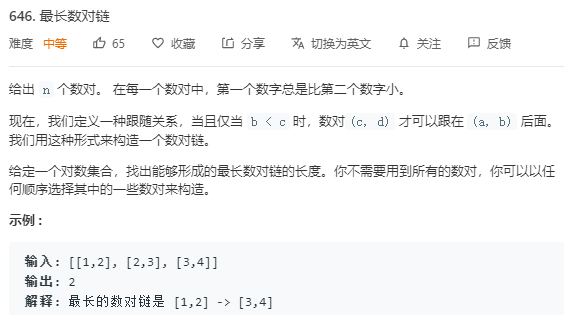 646. 最长数对链
难度 中等 65 收藏 分享 切换为英文 关注 反馈
给出 n 个数对。 在每一个数对中，第一个数字总是比第二个数字小。
现在，我们定义一种跟随关系，当且仅当 b < c 时，数对(c, d) 才可以跟在 (a, b) 后面。
我们用这种形式来构造一个数对链。
给定一个对数集合，找出能够形成的最长数对链的长度。你不需要用到所有的数对，你可以以任
何顺序选择其中的一些数对来构造。
示例 :
输入: [[1,2], [2,3], [3,4]]
输出: 2
解释: 最长的数对链是 [1,2] -> [3,4]